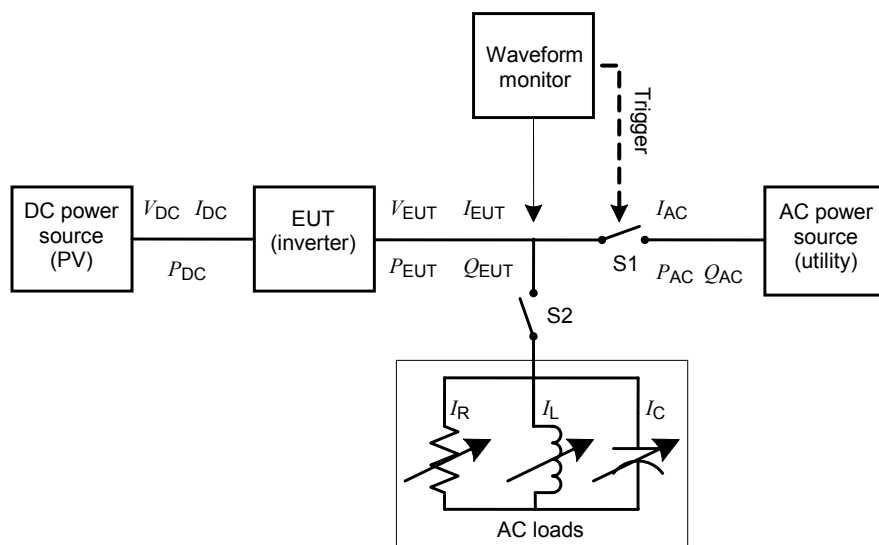 Waveform
monitor
Trigger
DC power
source
(PV)
V_DC I_DC
P_DC
EUT
(inverter)
V_EUT I_EUT
P_EUT Q_EUT
I_AC
S1
P_AC Q_AC
AC power
source
(utility)
S2
I_R I_L I_C
AC loads